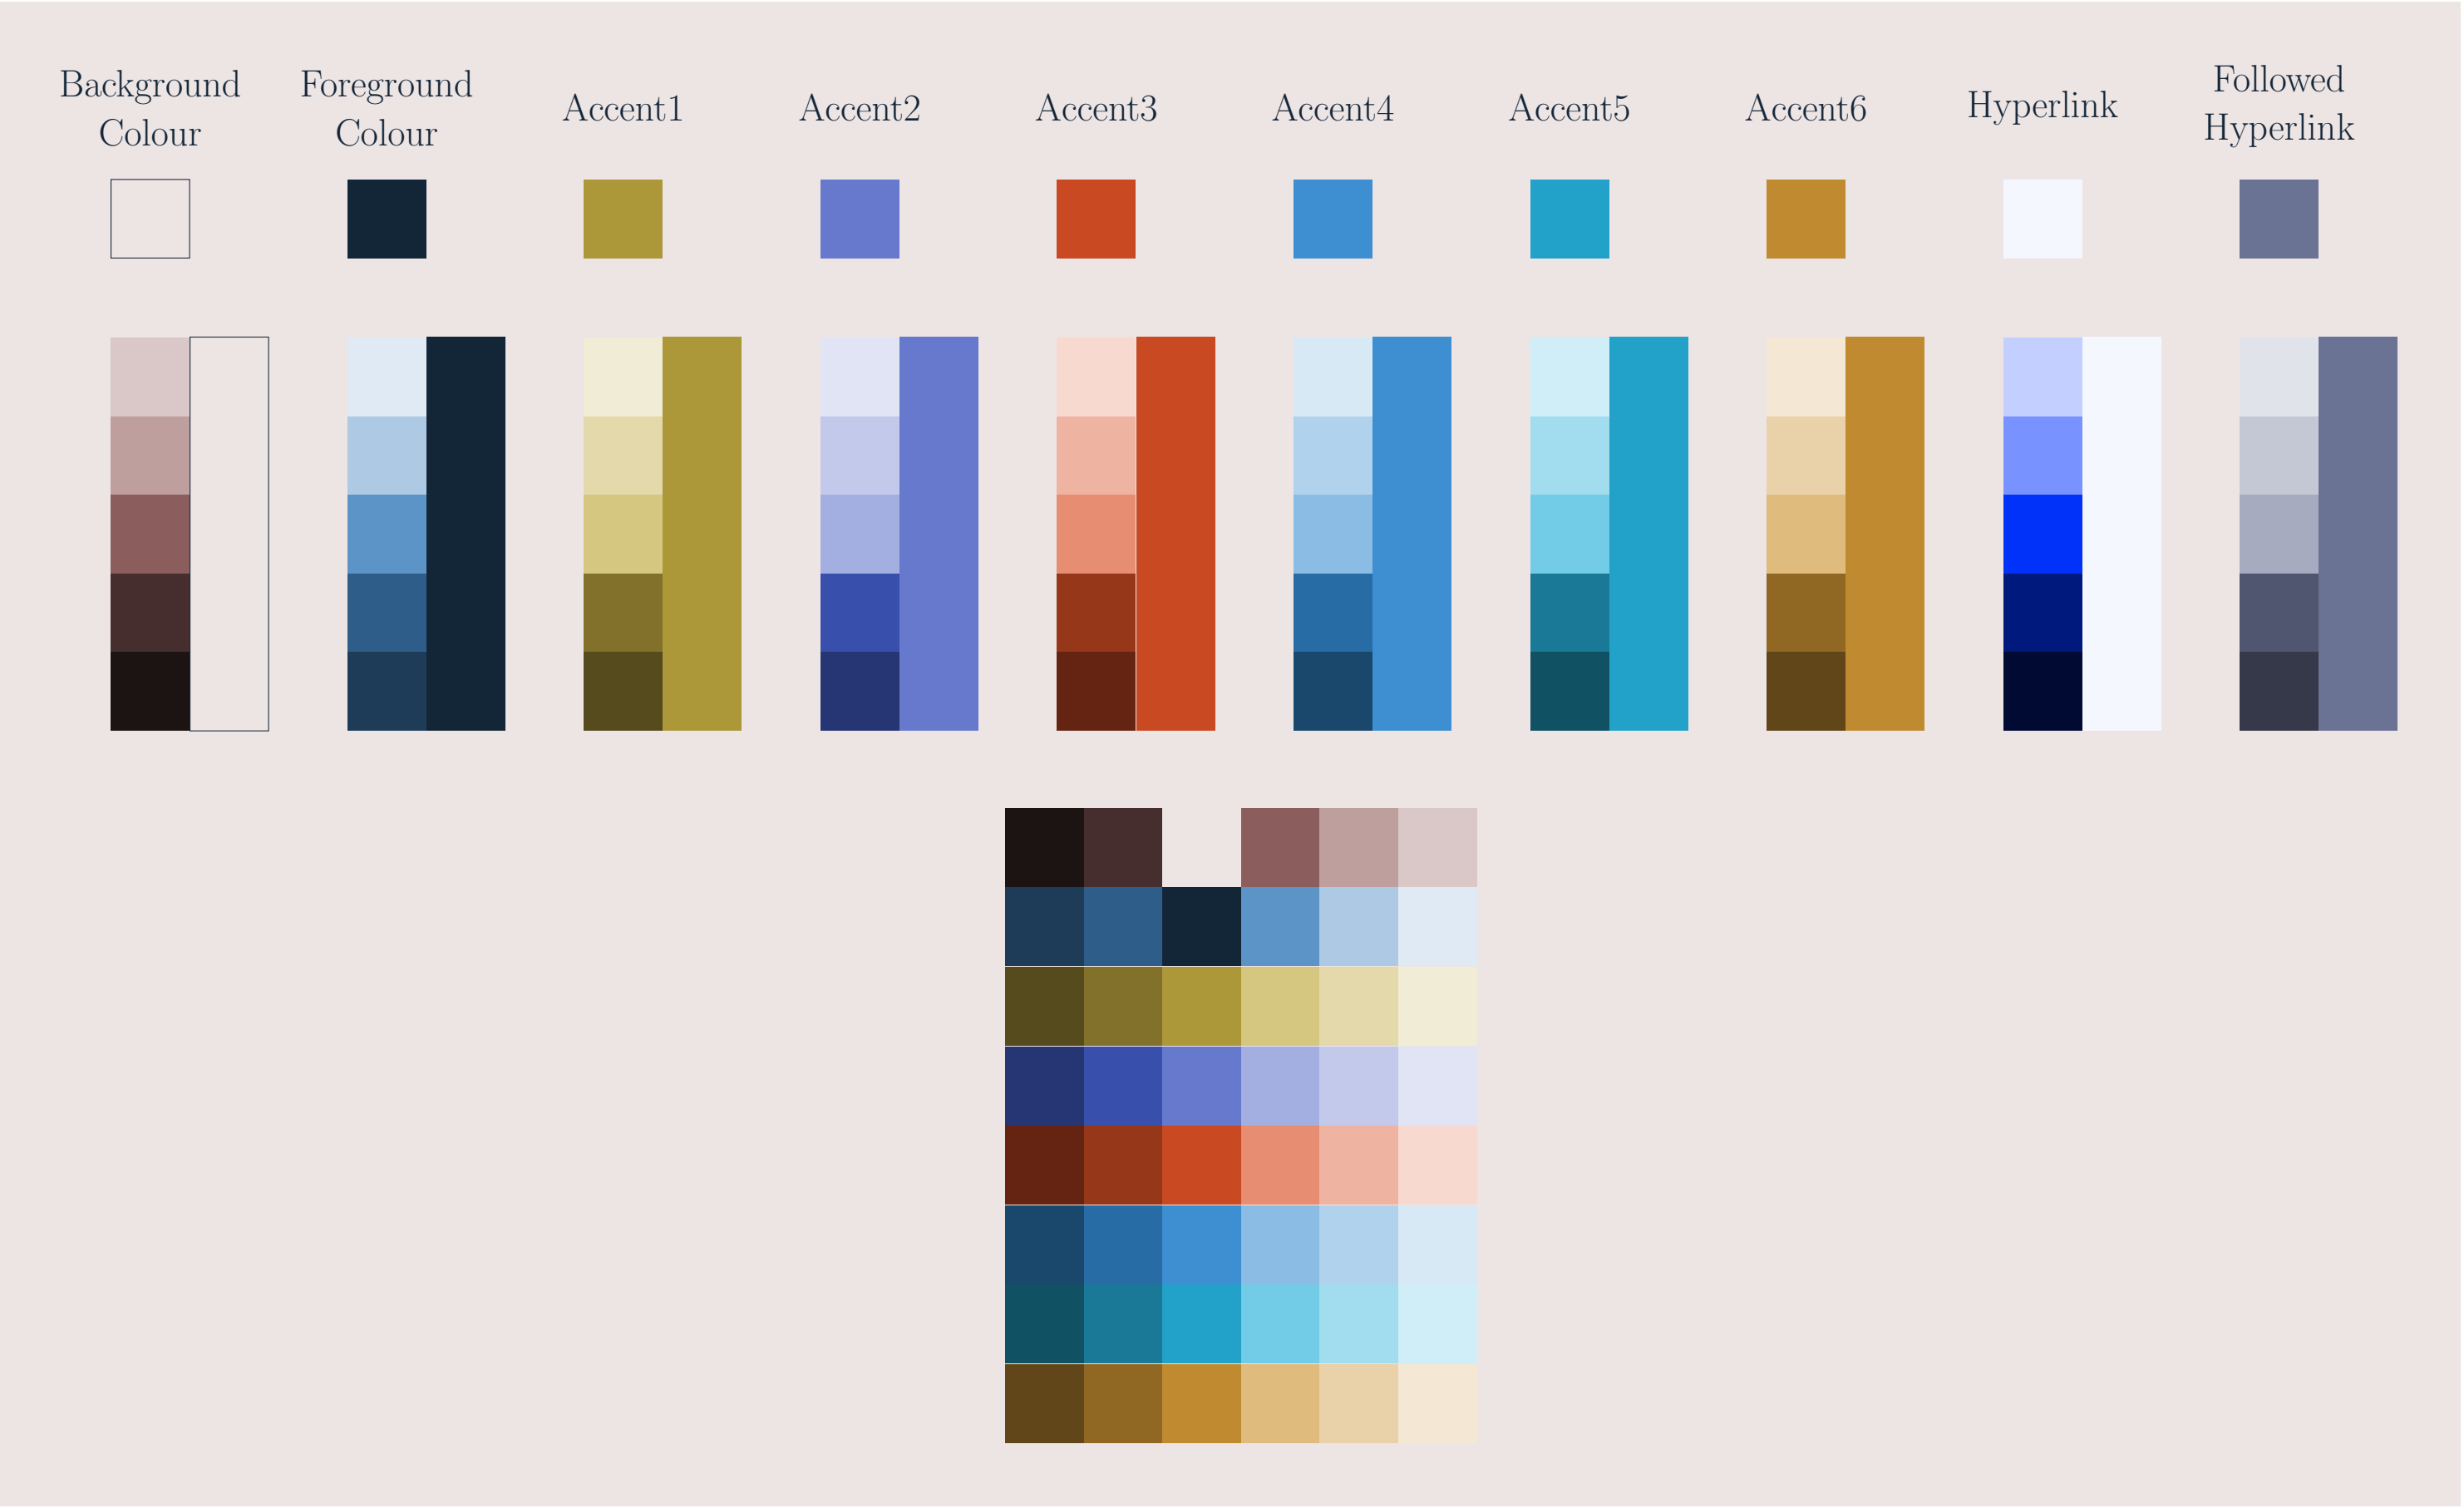 Background
Colour
Foreground
Colour
Accent1
Accent2
Accent3
Accent4
Accent5
Accent6
Hyperlink
Followed
Hyperlink